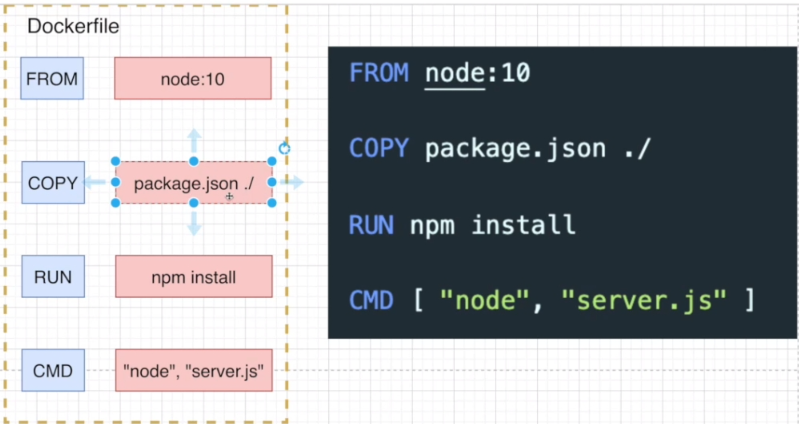 Dockerfile
FROM node:10
COPY package.json ./
RUN npm install
CMD "node", "server.js"
FROM node:10
COPY package.json ./
RUN npm install
CMD [ "node", "server.js" ]